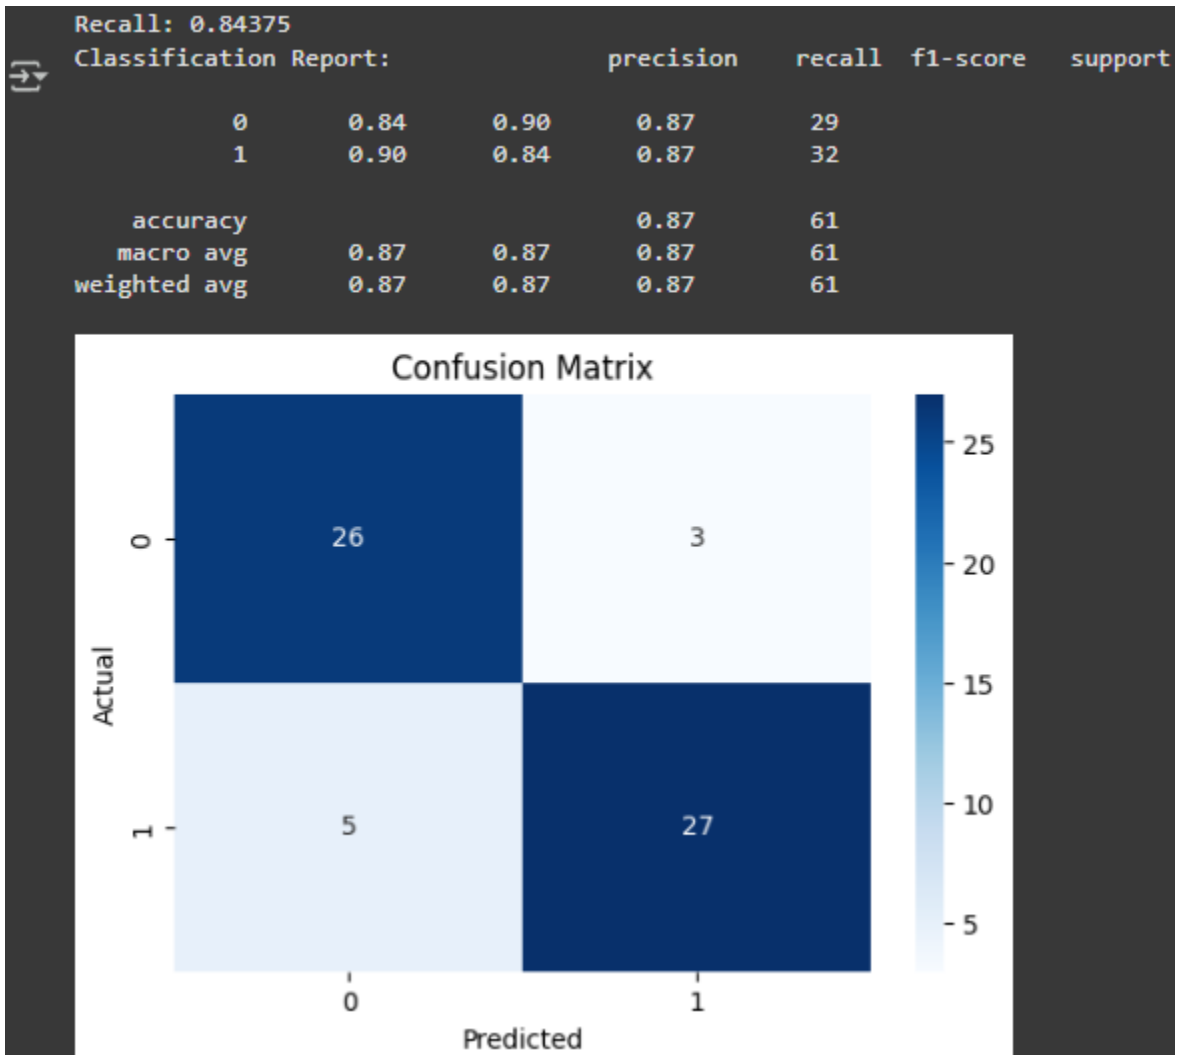 Recall: 0.84375
Classification Report: precision recall f1-score support
0 0.84 0.90 0.87 29
1 0.90 0.84 0.87 32
accuracy 0.87 61
macro avg 0.87 0.87 0.87 61
weighted avg 0.87 0.87 0.87 61
Confusion Matrix
25
0 26 3
20
15
Actual
10
1 5 27
5
0 1
Predicted